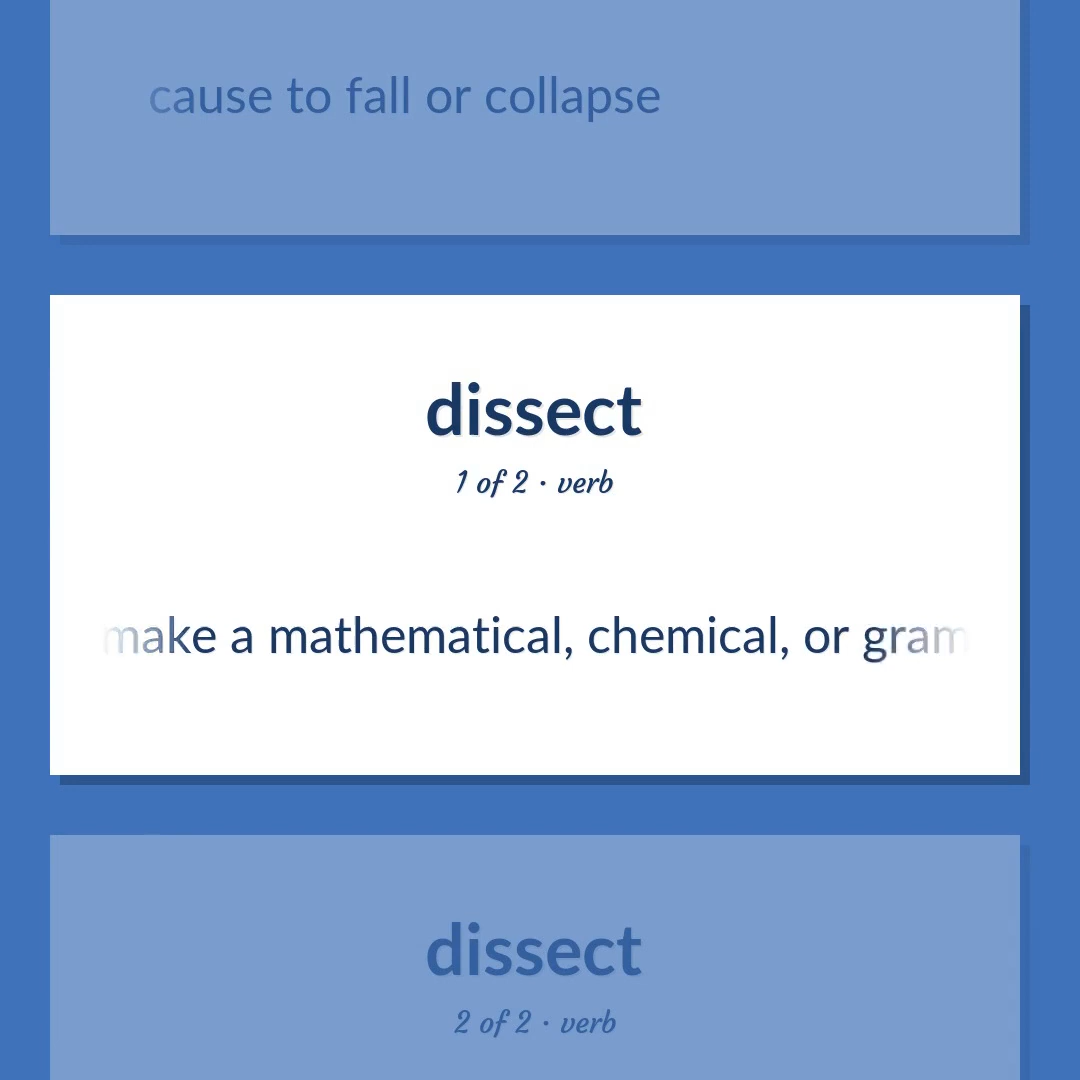 cause to fall or collapse
dissect
1 of 2 · verb
make a mathematical, chemical, or gram
dissect
2 of 2 · verb